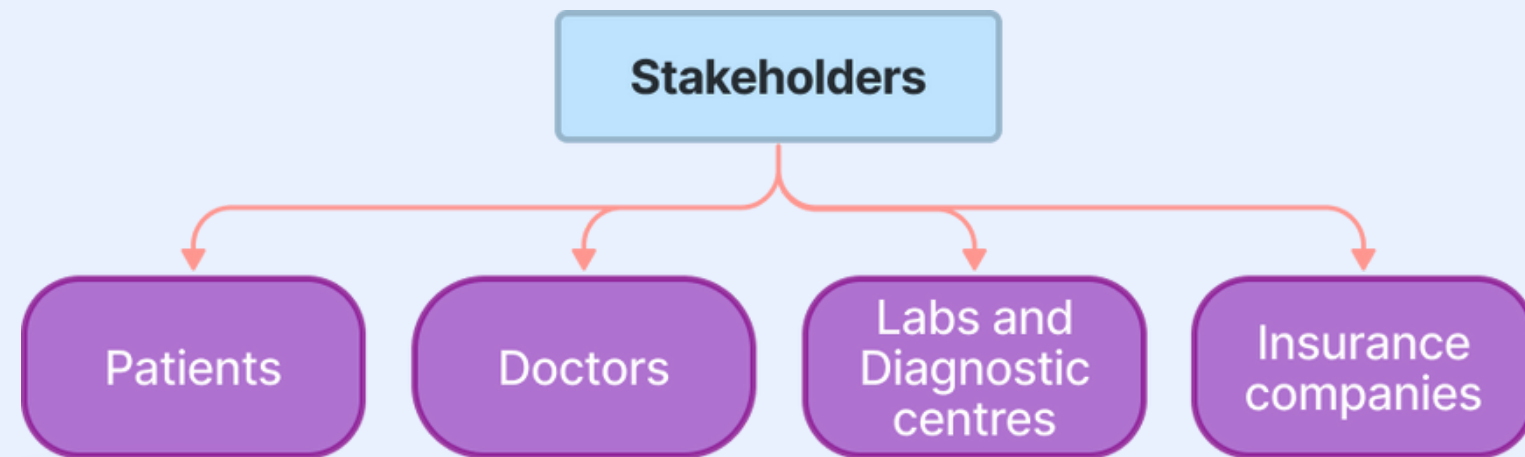 Stakeholders
Patients
Doctors
Labs and
Diagnostic
centres
Insurance
companies